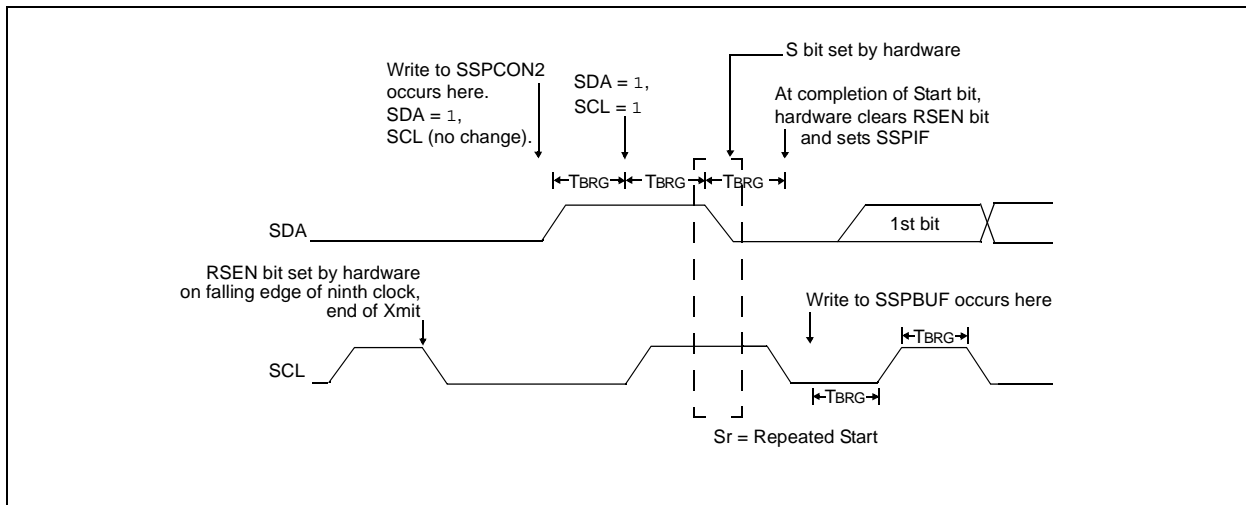 S bit set by hardware
Write to SSPCON2
occurs here.
SDA = 1,
SCL (no change).
SDA = 1,
SCL = 1
At completion of Start bit,
hardware clears RSEN bit
and sets SSPIF
TBRG
TBRG
TBRG
SDA
1st bit
RSEN bit set by hardware
on falling edge of ninth clock,
end of Xmit
Write to SSPBUF occurs here
TBRG
SCL
TBRG
Sr = Repeated Start